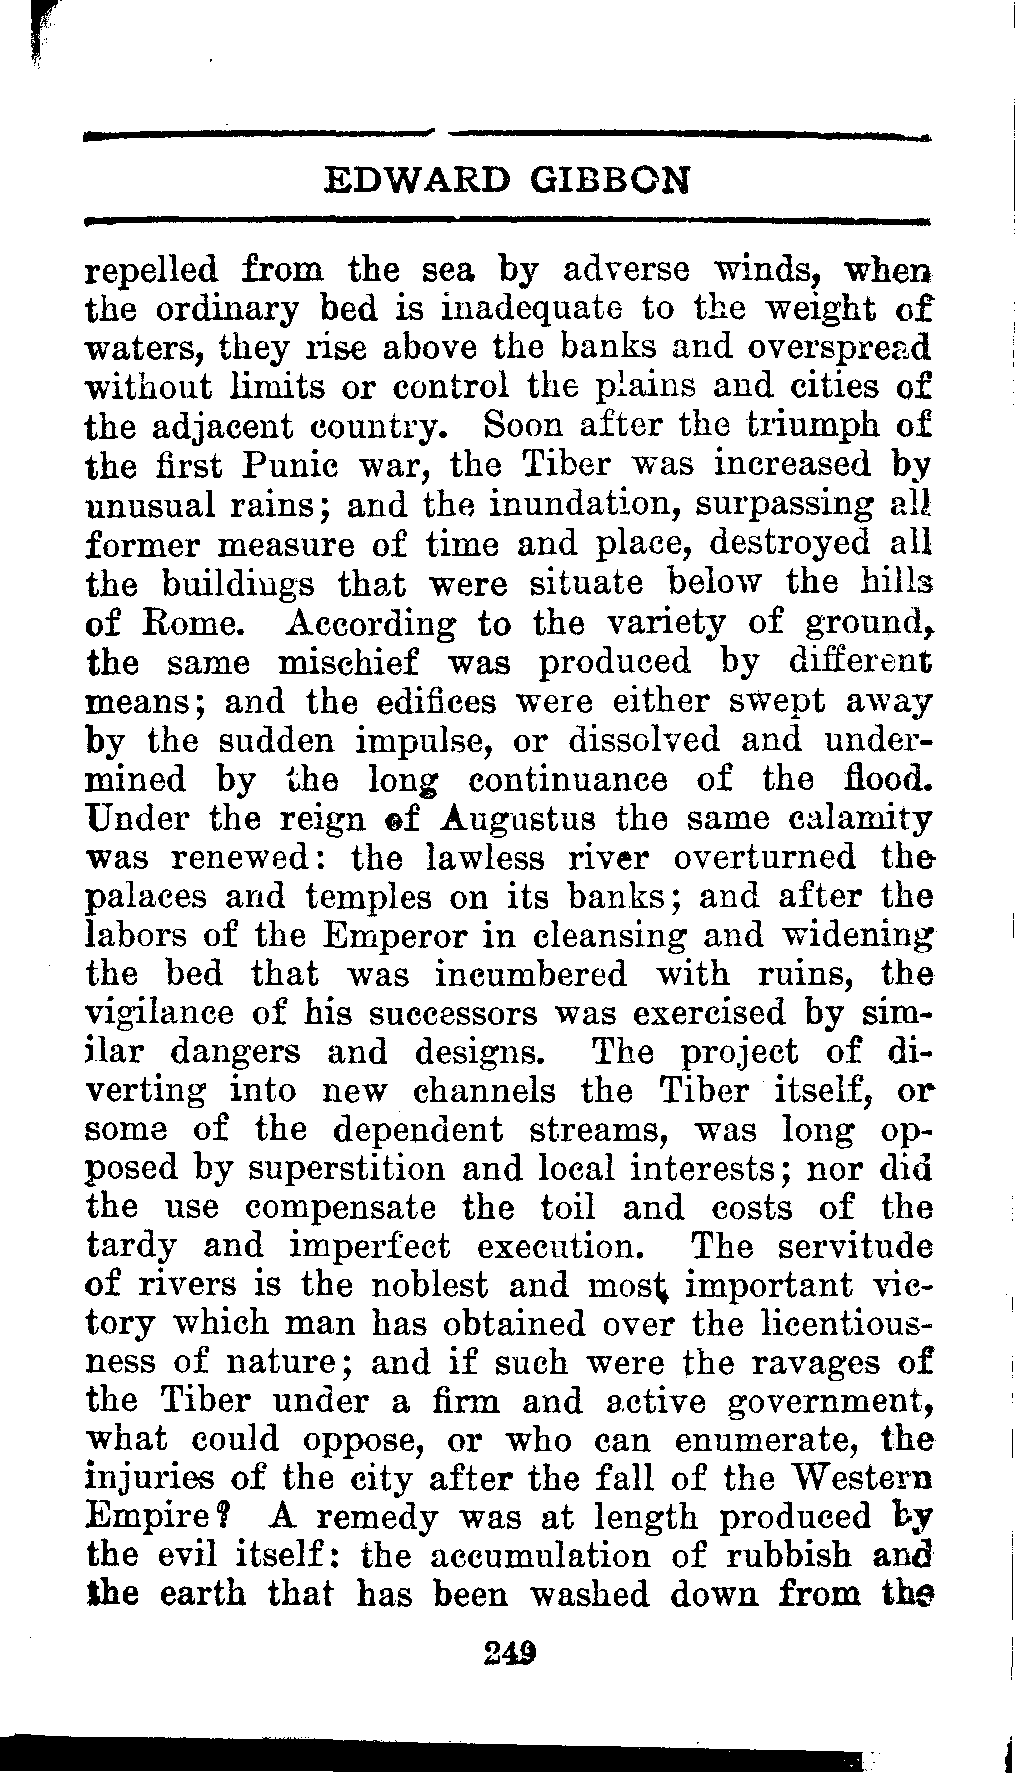 EDWARD GIBBON
repelled from the sea by adverse winds, when
the ordinary bed is inadequate to the weight of
waters, they rise above the banks and overspread
without limits or control the plains and cities of
the adjacent country. Soon after the triumph of
the first Punic war, the Tiber was increased by
unusual rains; and the inundation, surpassing all
former measure of time and place, destroyed all
the buildings that were situate below the hills
of Rome. According to the variety of ground,
the same mischief was produced by different
means; and the edifices were either swept away
by the sudden impulse, or dissolved and under-
mined by the long continuance of the flood.
Under the reign of Augustus the same calamity
was renewed: the lawless river overturned the
palaces and temples on its banks; and after the
labors of the Emperor in cleansing and widening
the bed that was incumbered with ruins, the
vigilance of his successors was exercised by sim-
ilar dangers and designs. The project of di-
verting into new channels the Tiber itself, or
some of the dependent streams, was long op-
posed by superstition and local interests; nor did
the use compensate the toil and costs of the
tardy and imperfect execution. The servitude
of rivers is the noblest and most important vic-
tory which man has obtained over the licentious-
ness of nature; and if such were the ravages of
the Tiber under a firm and active government,
what could oppose, or who can enumerate, the
injuries of the city after the fall of the Western
Empire? A remedy was at length produced by
the evil itself: the accumulation of rubbish and
the earth that has been washed down from the
249